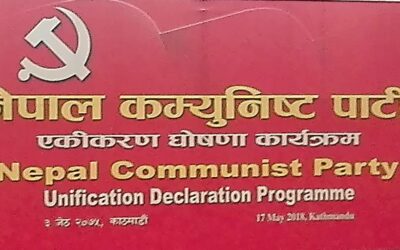 नेपाल कम्युनिष्ट पार्टी
एकीकरण घोषणा कार्यक्रम
Nepal Communist Party
Unification Declaration Programme
३ जेठ २०७५, काठमाडौं
17 May 2018, Kathmandu